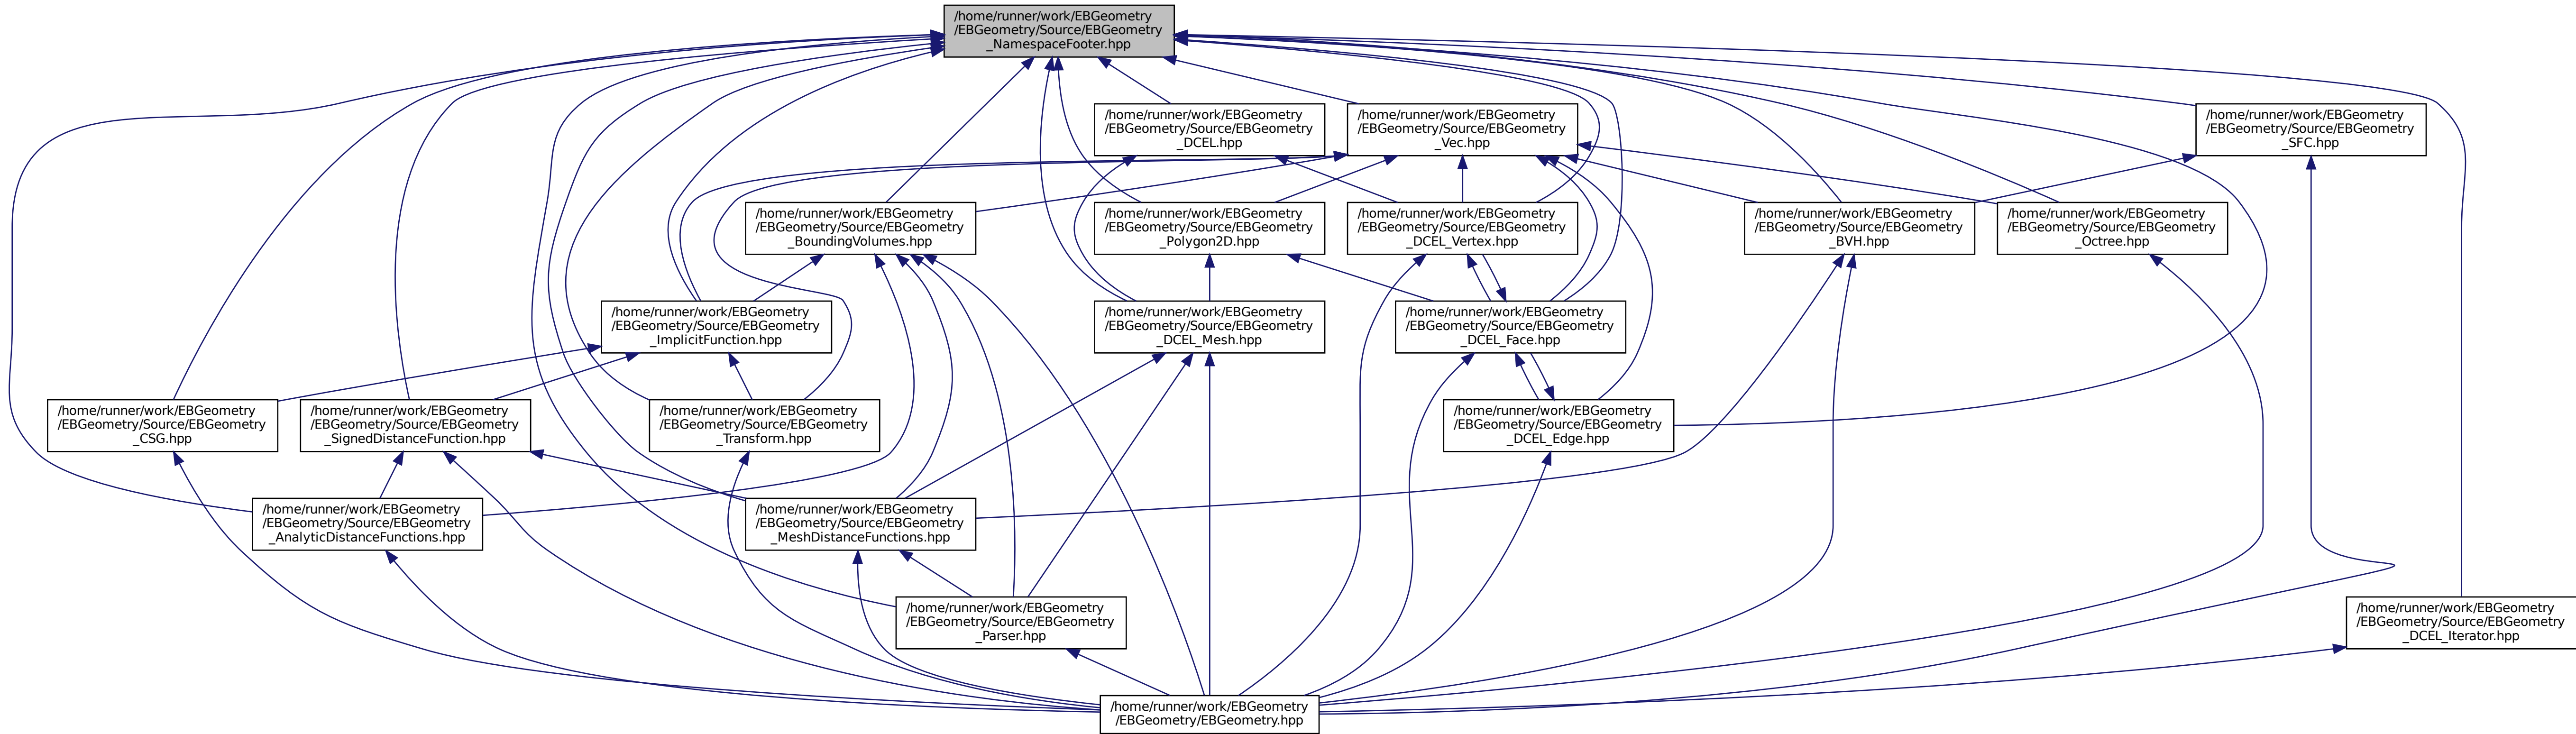 /home/runner/work/EBGeometry
/EBGeometry/Source/EBGeometry
_NamespaceFooter.hpp
/home/runner/work/EBGeometry
/EBGeometry/Source/EBGeometry
_DCEL.hpp
/home/runner/work/EBGeometry
/EBGeometry/Source/EBGeometry
_Vec.hpp
/home/runner/work/EBGeometry
/EBGeometry/Source/EBGeometry
_SFC.hpp
/home/runner/work/EBGeometry
/EBGeometry/Source/EBGeometry
_BoundingVolumes.hpp
/home/runner/work/EBGeometry
/EBGeometry/Source/EBGeometry
_Polygon2D.hpp
/home/runner/work/EBGeometry
/EBGeometry/Source/EBGeometry
_DCEL_Vertex.hpp
/home/runner/work/EBGeometry
/EBGeometry/Source/EBGeometry
_BVH.hpp
/home/runner/work/EBGeometry
/EBGeometry/Source/EBGeometry
_Octree.hpp
/home/runner/work/EBGeometry
/EBGeometry/Source/EBGeometry
_ImplicitFunction.hpp
/home/runner/work/EBGeometry
/EBGeometry/Source/EBGeometry
_DCEL_Mesh.hpp
/home/runner/work/EBGeometry
/EBGeometry/Source/EBGeometry
_DCEL_Face.hpp
/home/runner/work/EBGeometry
/EBGeometry/Source/EBGeometry
_CSG.hpp
/home/runner/work/EBGeometry
/EBGeometry/Source/EBGeometry
_SignedDistanceFunction.hpp
/home/runner/work/EBGeometry
/EBGeometry/Source/EBGeometry
_Transform.hpp
/home/runner/work/EBGeometry
/EBGeometry/Source/EBGeometry
_DCEL_Edge.hpp
/home/runner/work/EBGeometry
/EBGeometry/Source/EBGeometry
_AnalyticDistanceFunctions.hpp
/home/runner/work/EBGeometry
/EBGeometry/Source/EBGeometry
_MeshDistanceFunctions.hpp
/home/runner/work/EBGeometry
/EBGeometry/Source/EBGeometry
_Parser.hpp
/home/runner/work/EBGeometry
/EBGeometry/Source/EBGeometry
_DCEL_Iterator.hpp
/home/runner/work/EBGeometry
/EBGeometry/EBGeometry.hpp